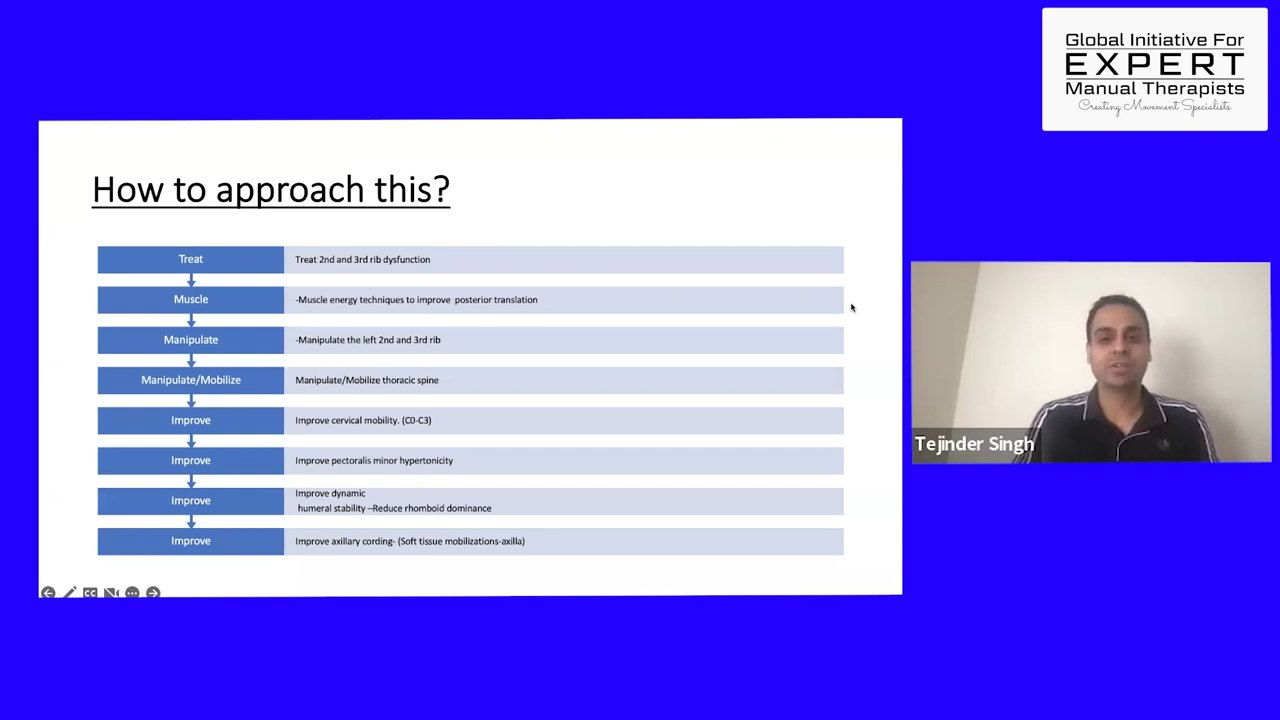 Global Initiative For
EXPERT
Manual Therapists
Creating Movement Specialists
How to approach this?
Treat
Treat 2nd and 3rd rib dysfunction
Muscle
-Muscle energy techniques to improve  posterior translation
Manipulate
-Manipulate the left 2nd and 3rd rib
Manipulate/Mobilize
Manipulate/Mobilize thoracic spine
Improve
Improve cervical mobility. (C0-C3)
Improve
Improve pectoralis minor hypertonicity
Improve
Improve dynamic
humeral stability –Reduce rhomboid dominance
Improve
Improve axillary cording- (Soft tissue mobilizations-axilla)
CC
Tejinder Singh